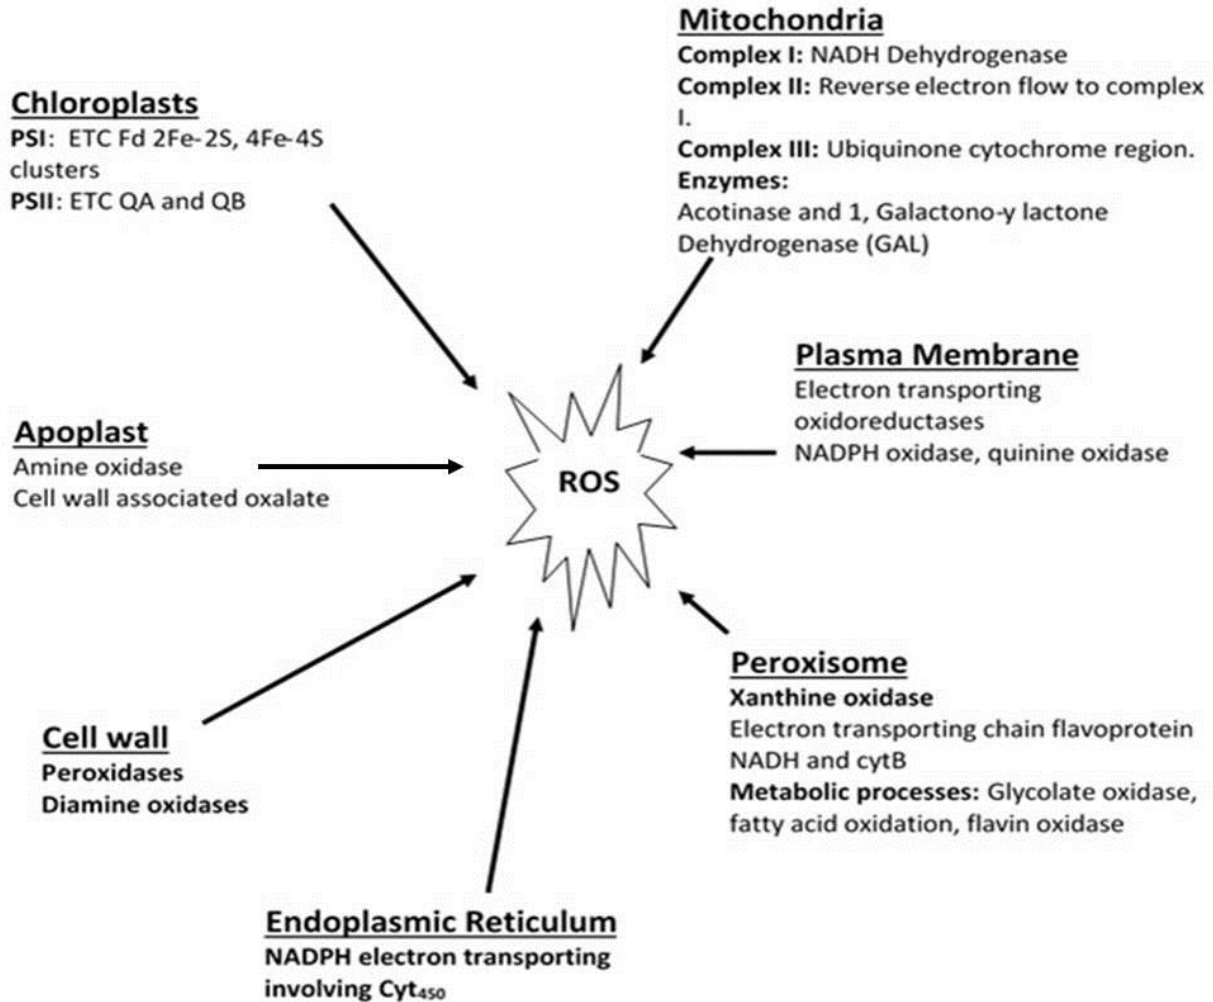 Mitochondria
Complex I: NADH Dehydrogenase
Complex II: Reverse electron flow to complex
I.
Complex III: Ubiquinone cytochrome region.
Enzymes:
Acotinase and 1, Galactono-y lactone
Dehydrogenase (GAL)
Chloroplasts
PSI: ETC Fd 2Fe-2S, 4Fe-4S
clusters
PSII: ETC QA and QB
Plasma Membrane
Electron transporting
oxidoreductases
NADPH oxidase, quinine oxidase
Apoplast
Amine oxidase
Cell wall associated oxalate
ROS
Peroxisome
Xanthine oxidase
Electron transporting chain flavoprotein
NADH and cytB
Metabolic processes: Glycolate oxidase,
fatty acid oxidation, flavin oxidase
Cell wall
Peroxidases
Diamine oxidases
Endoplasmic Reticulum
NADPH electron transporting
involving Cyt₄₅₀